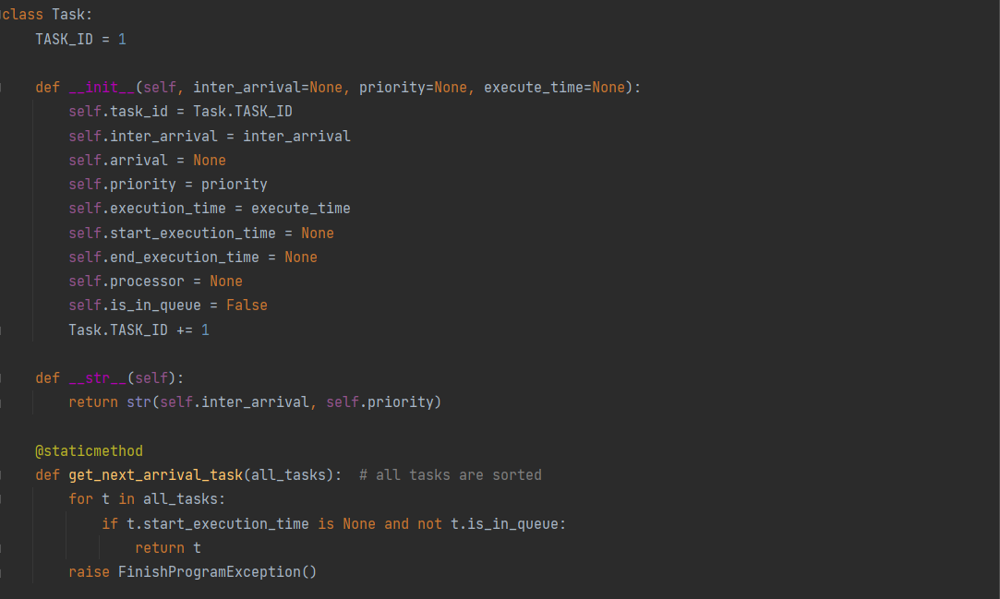 class Task:
    TASK_ID = 1
    def __init__(self, inter_arrival=None, priority=None, execute_time=None):
        self.task_id = Task.TASK_ID
        self.inter_arrival = inter_arrival
        self.arrival = None
        self.priority = priority
        self.execution_time = execute_time
        self.start_execution_time = None
        self.end_execution_time = None
        self.processor = None
        self.is_in_queue = False
        Task.TASK_ID += 1
    def __str__(self):
        return str(self.inter_arrival, self.priority)
    @staticmethod
    def get_next_arrival_task(all_tasks):  # all tasks are sorted
        for t in all_tasks:
            if t.start_execution_time is None and not t.is_in_queue:
                return t
        raise FinishProgramException()